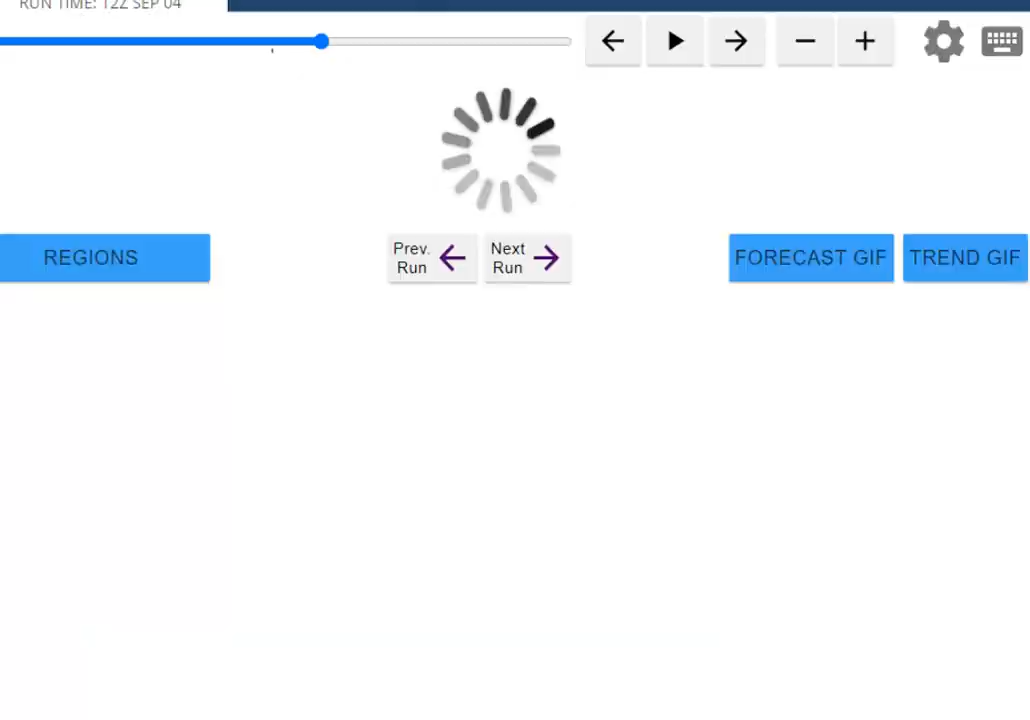 RUN TIME: 12Z SEP 04
REGIONS
Prev.
Run
Next
Run
FORECAST GIF
TREND GIF